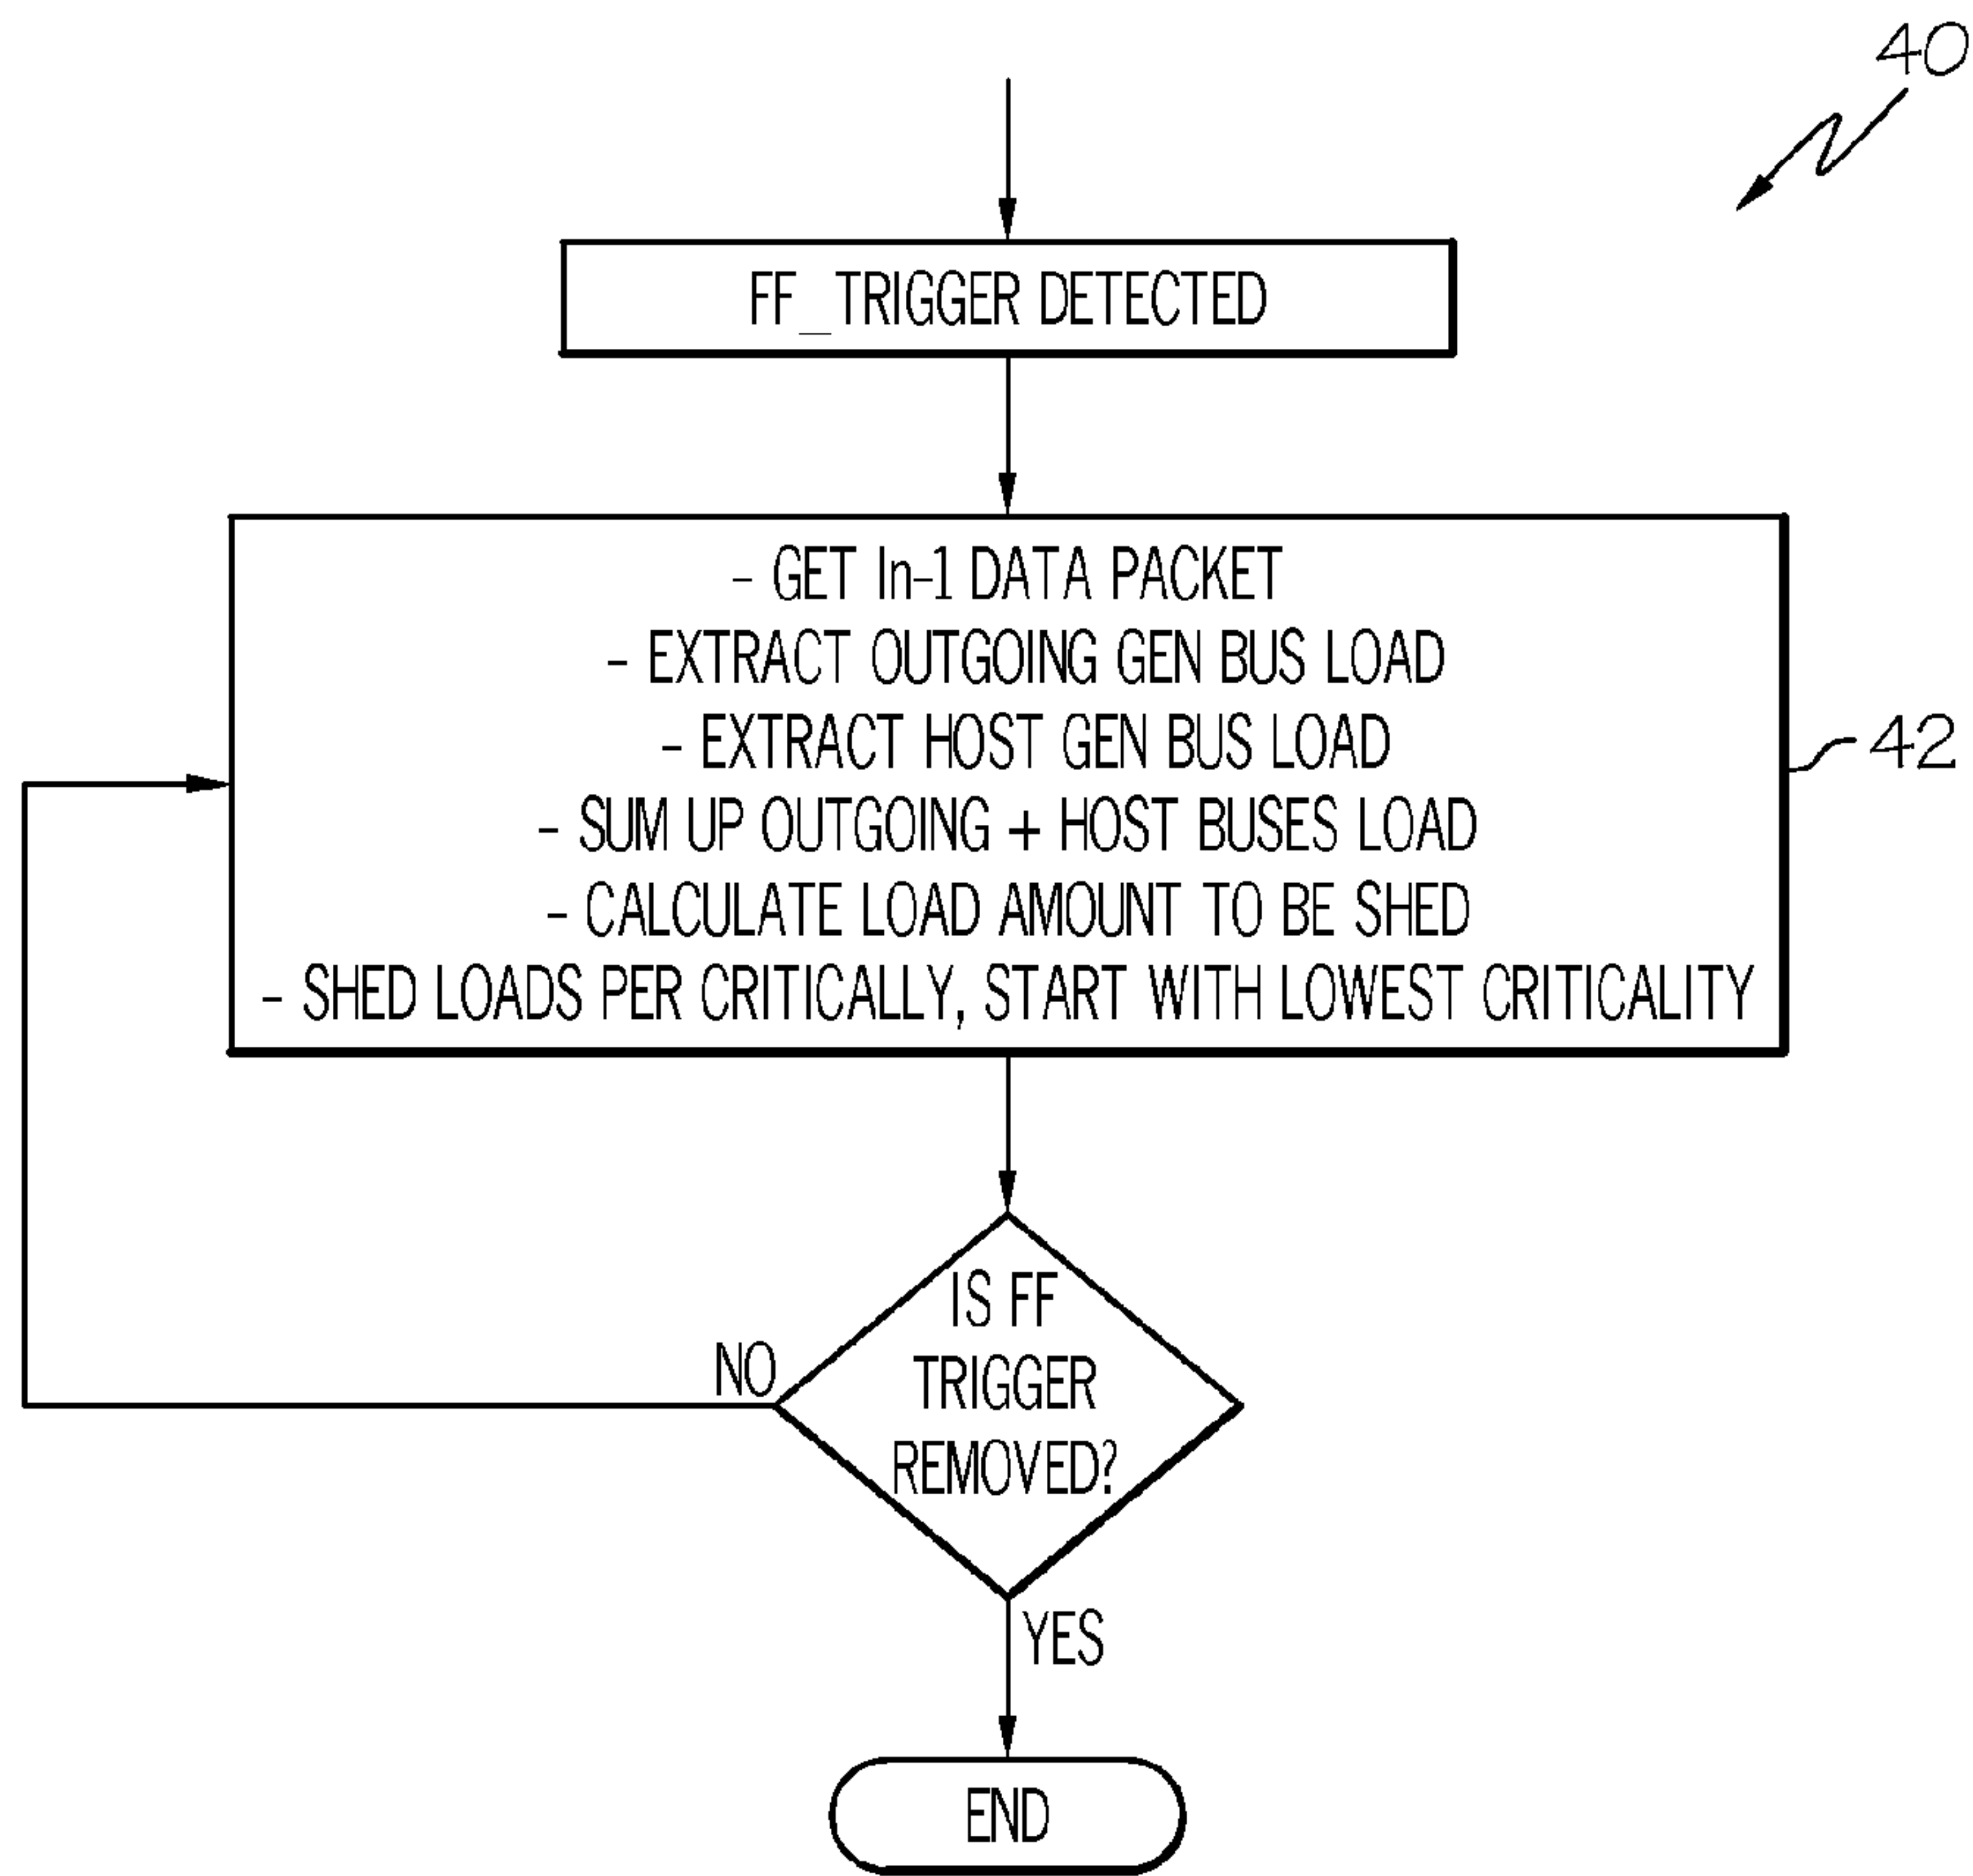 40
FF_TRIGGER DETECTED
- GET In-1 DATA PACKET
- EXTRACT OUTGOING GEN BUS LOAD
- EXTRACT HOST GEN BUS LOAD
- SUM UP OUTGOING + HOST BUSES LOAD
- CALCULATE LOAD AMOUNT TO BE SHED
- SHED LOADS PER CRITICALLY, START WITH LOWEST CRITICALITY
42
IS FF
TRIGGER
REMOVED?
NO
YES
END